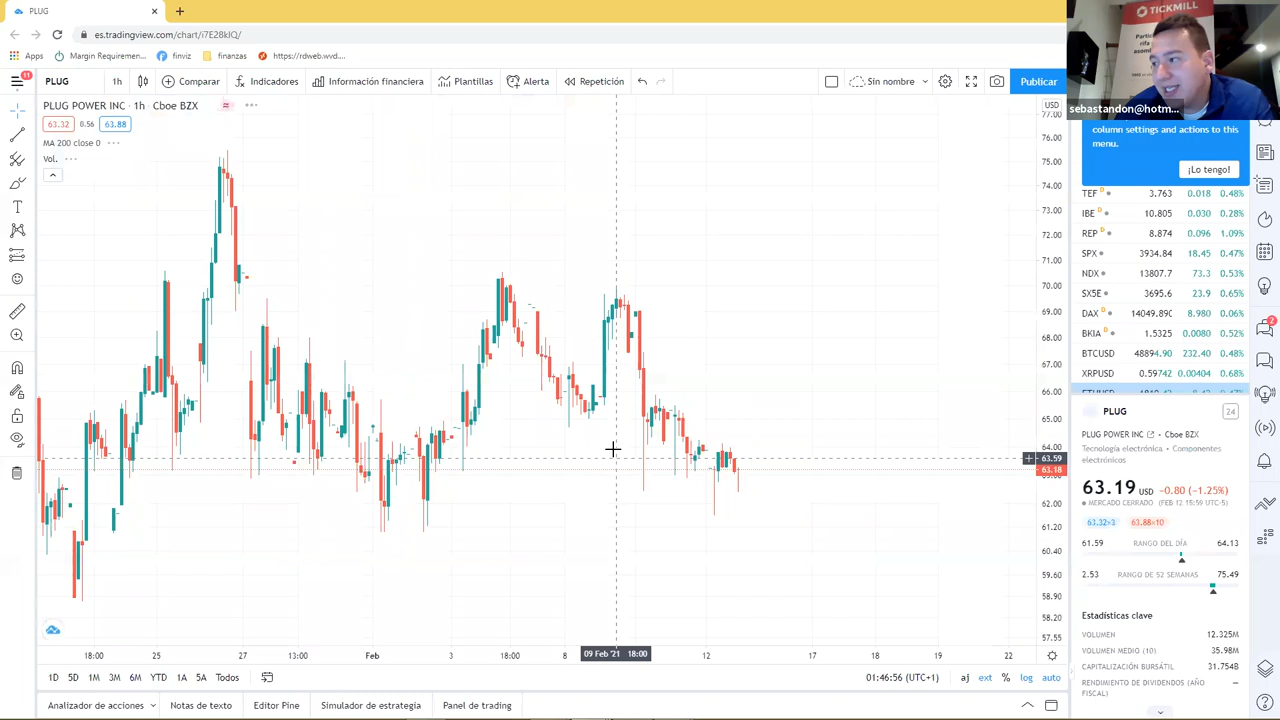 PLUG
es.tradingview.com/chart/i7E28kIQ/
Apps
Margin Requiremen...
finviz
fundación
https://rdweb.wvd....
11
PLUG
1h
Comparar
Indicadores
Información financiera
Plantillas
Alerta
Repetición
Sin nombre
Publicar
TICKMILL
sebastandon@hotm...
PLUG POWER INC · 1h · Cboe BZX
63.32
0.56
63.88
MA 200 close 0
Vol.
USD
77.00
76.00
75.00
74.00
73.00
72.00
71.00
70.00
69.00
68.00
67.00
66.00
65.00
64.00
63.59
63.18
62.00
61.20
60.40
59.60
58.90
58.20
57.55
18:00
25
27
13:00
Feb
3
18:00
8
09 Feb '21 18:00
12
17
18
19
22
1D
5D
1M
3M
6M
YTD
1A
5A
Todos
01:46:56 (UTC+1)
aj
ext
%
log
auto
Analizador de acciones
Notas de texto
Editor Pine
Simulador de estrategia
Panel de trading
column settings and actions to this
menu.
¡Lo tengo!
TEF D 3.763 0.018 0.48%
IBE D 10.805 0.030 0.28%
REP D 8.874 0.096 1.09%
SPX 3934.84 18.45 0.47%
NDX 13807.7 73.3 0.53%
SX5E 3695.6 23.9 0.65%
DAX D 14049.890 8.980 0.06%
BKIA D 1.5325 0.0080 0.52%
BTCUSD 48894.90 232.40 0.48%
XRPUSD 0.59742 0.00404 0.68%
2
PLUG
24
PLUG POWER INC · Cboe BZX
Tecnología electrónica · Componentes
electrónicos
63.19 USD −0.80 (−1.25%)
MERCADO CERRADO (FEB 12 15:59 UTC-5)
63.32×3
63.88×10
61.59 RANGO DEL DÍA 64.13
2.53 RANGO DE 52 SEMANAS 75.49
Estadísticas clave
VOLUMEN 12.325M
VOLUMEN MEDIO (10) 35.98M
CAPITALIZACIÓN BURSÁTIL 31.754B
RENDIMIENTO DE DIVIDENDOS (AÑO
FISCAL) —